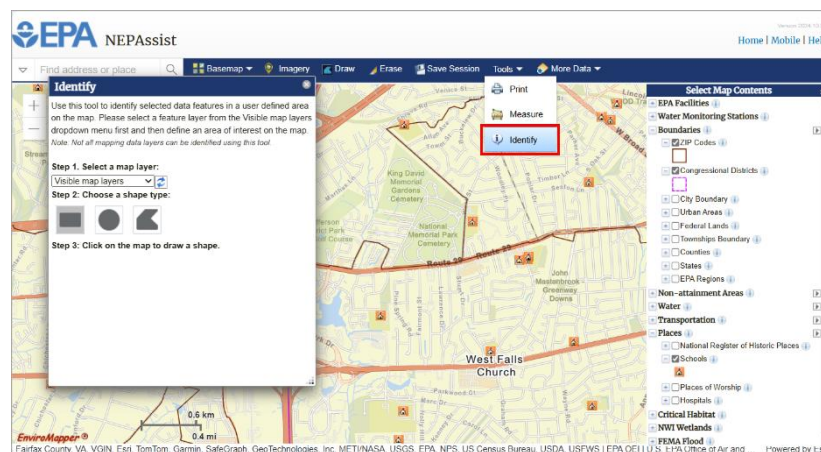 EPA NEPAssist
Home | Mobile | Hel
Find address or place
Basemap
Imagery
Draw
Erase
Save Session
Tools
More Data
Print
Measure
Identify
Identify
Use this tool to identify selected data features in a user defined area
on the map. Please select a feature layer from the Visible map layers
dropdown menu first and then define an area of interest on the map.
Note. Not all mapping data layers can be identified using this tool
Step 1. Select a map layer:
Visible map layers
Step 2: Choose a shape type:
Step 3: Click on the map to draw a shape.
King David
Memorial
Gardens
Cemetery
National
Memorial Park
Cemetery
Route 29
Route 29
John
Mastenbrook
Greenway
Downs
West Falls
Church
0.6 km
0.4 mi
EnviroMapper ®
Select Map Contents
EPA Facilities
Water Monitoring Stations
Boundaries
ZIP Codes
Congressional Districts
City Boundary
Urban Areas
Federal Lands
Townships Boundary
Counties
States
EPA Regions
Non-attainment Areas
Water
Transportation
Places
National Register of Historic Places
Schools
Places of Worship
Hospitals
Critical Habitat
NWI Wetlands
FEMA Flood
Fairfax County, VA, VGIN, Esri, TomTom, Garmin, SafeGraph, GeoTechnologies, Inc, METI/NASA, USGS, EPA, NPS, US Census Bureau, USDA, USFWS | EPA OEI | U.S. EPA Office of Air and ... Powered by Es